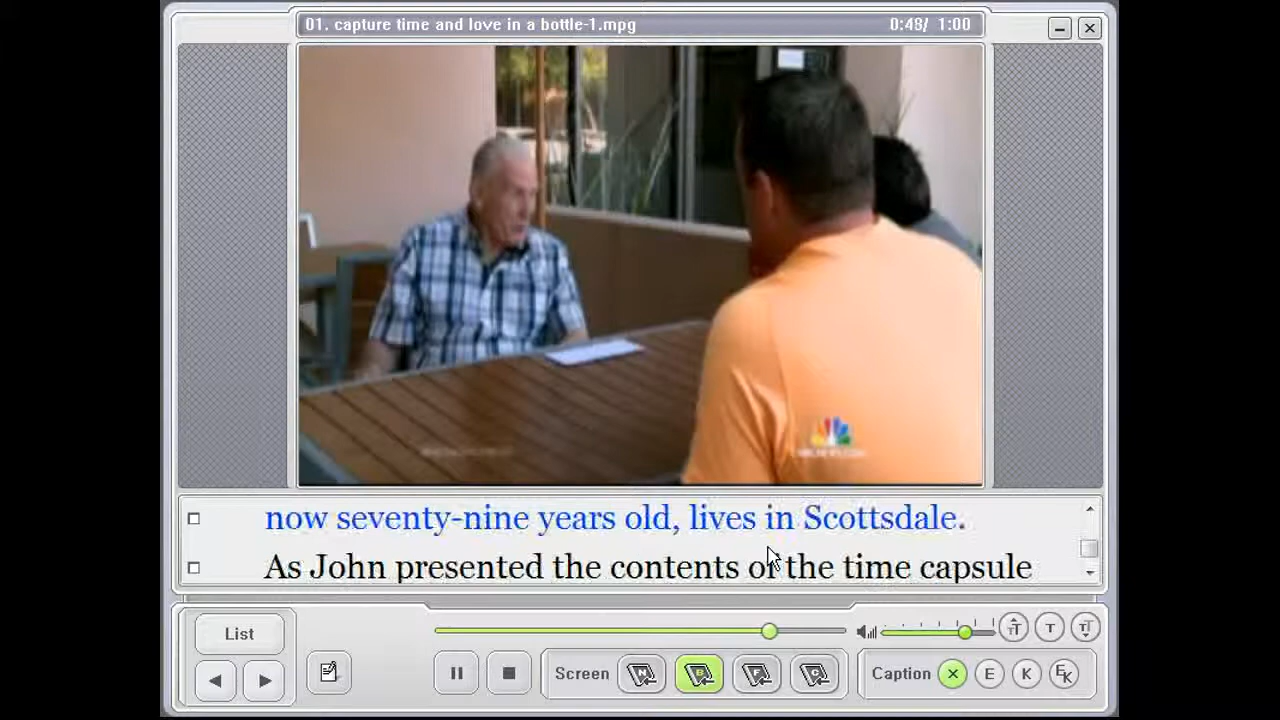 01. capture time and love in a bottle-1.mpg 0:48/ 1:00
now seventy-nine years old, lives in Scottsdale.
As John presented the contents of the time capsule
List
Screen
Caption X E K EK
T T T